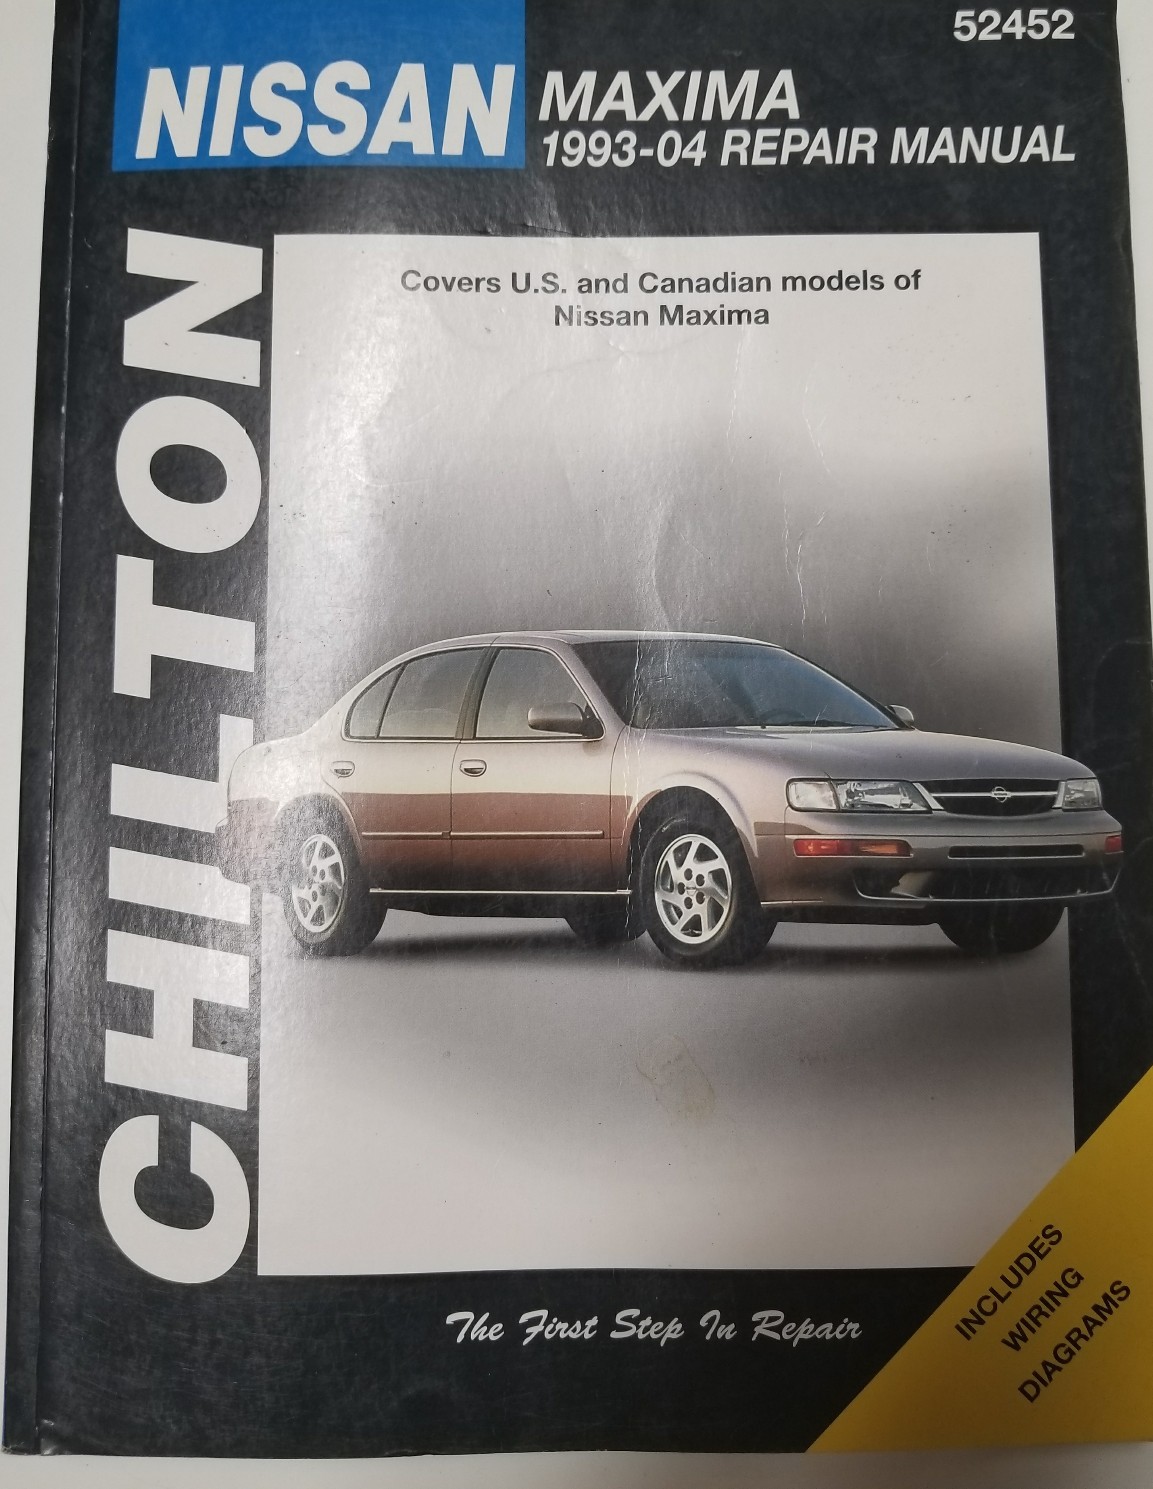 52452
NISSAN
MAXIMA
1993-04 REPAIR MANUAL
CHILTON
Covers U.S. and Canadian models of
Nissan Maxima
The First Step In Repair
INCLUDES
WIRING
DIAGRAMS